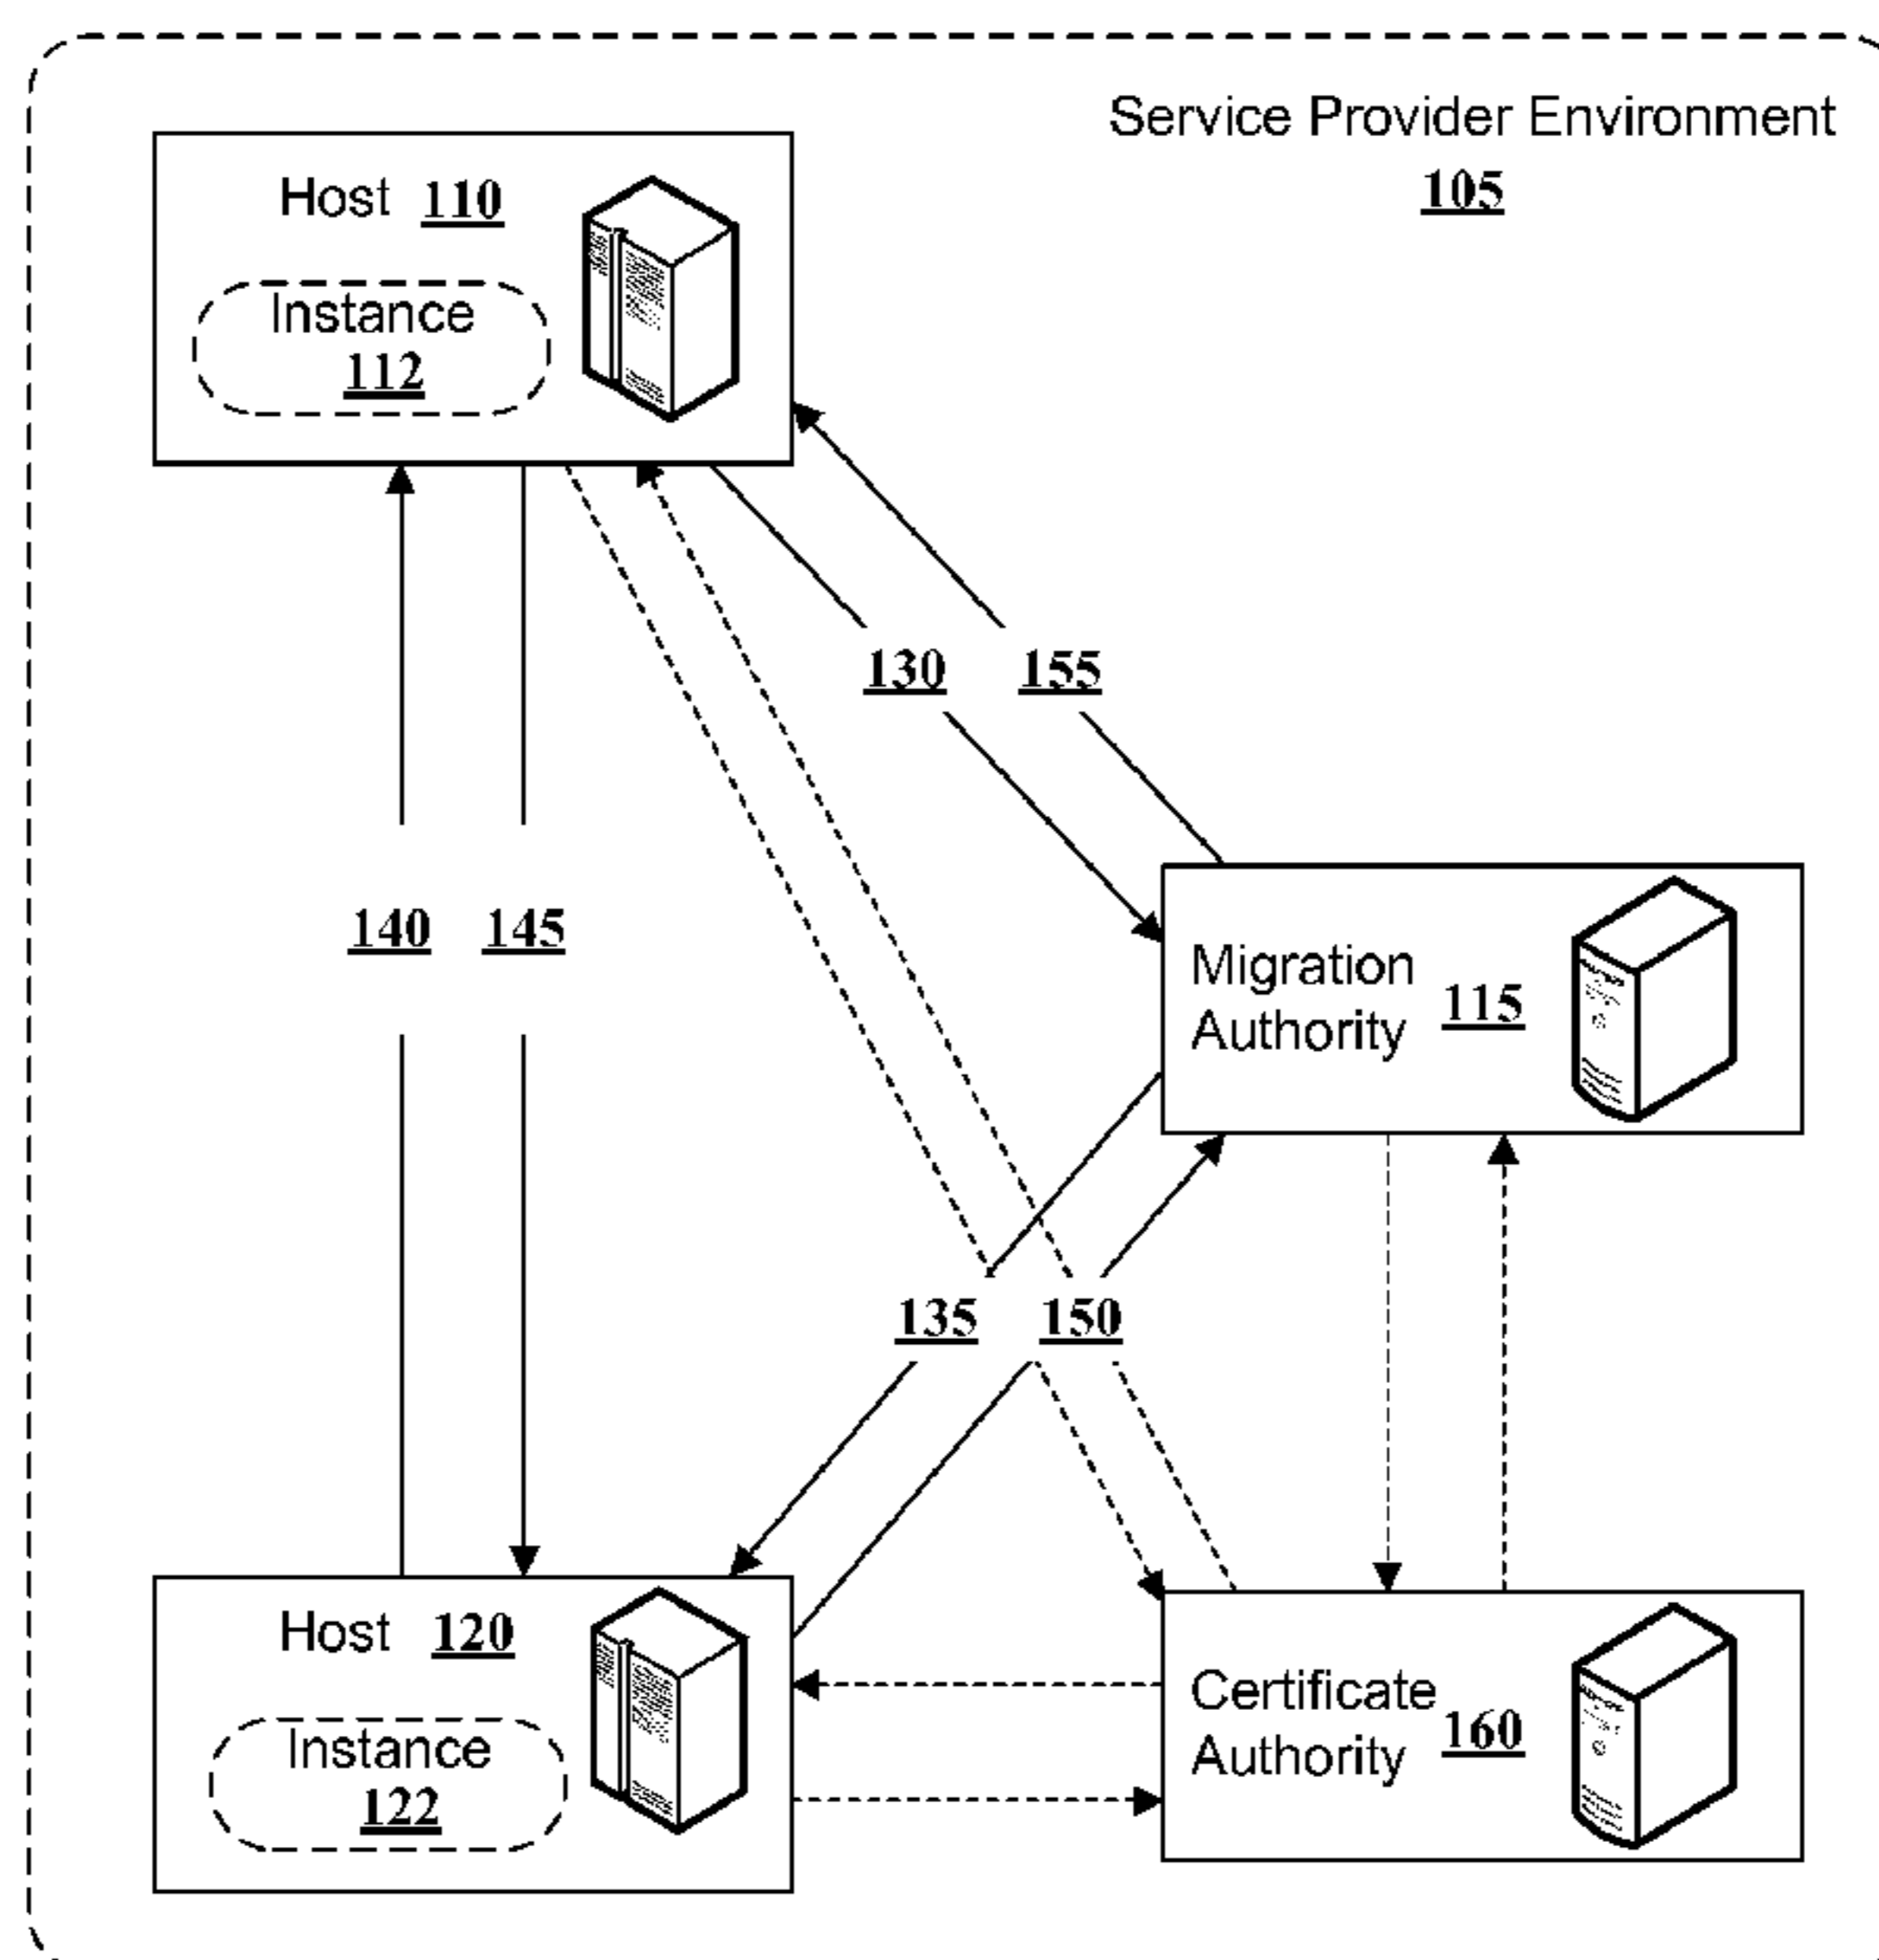 Service Provider Environment
105
Host 110
Instance
112
130 155
140 145
Migration
Authority 115
135 150
Host 120
Instance
122
Certificate
Authority 160